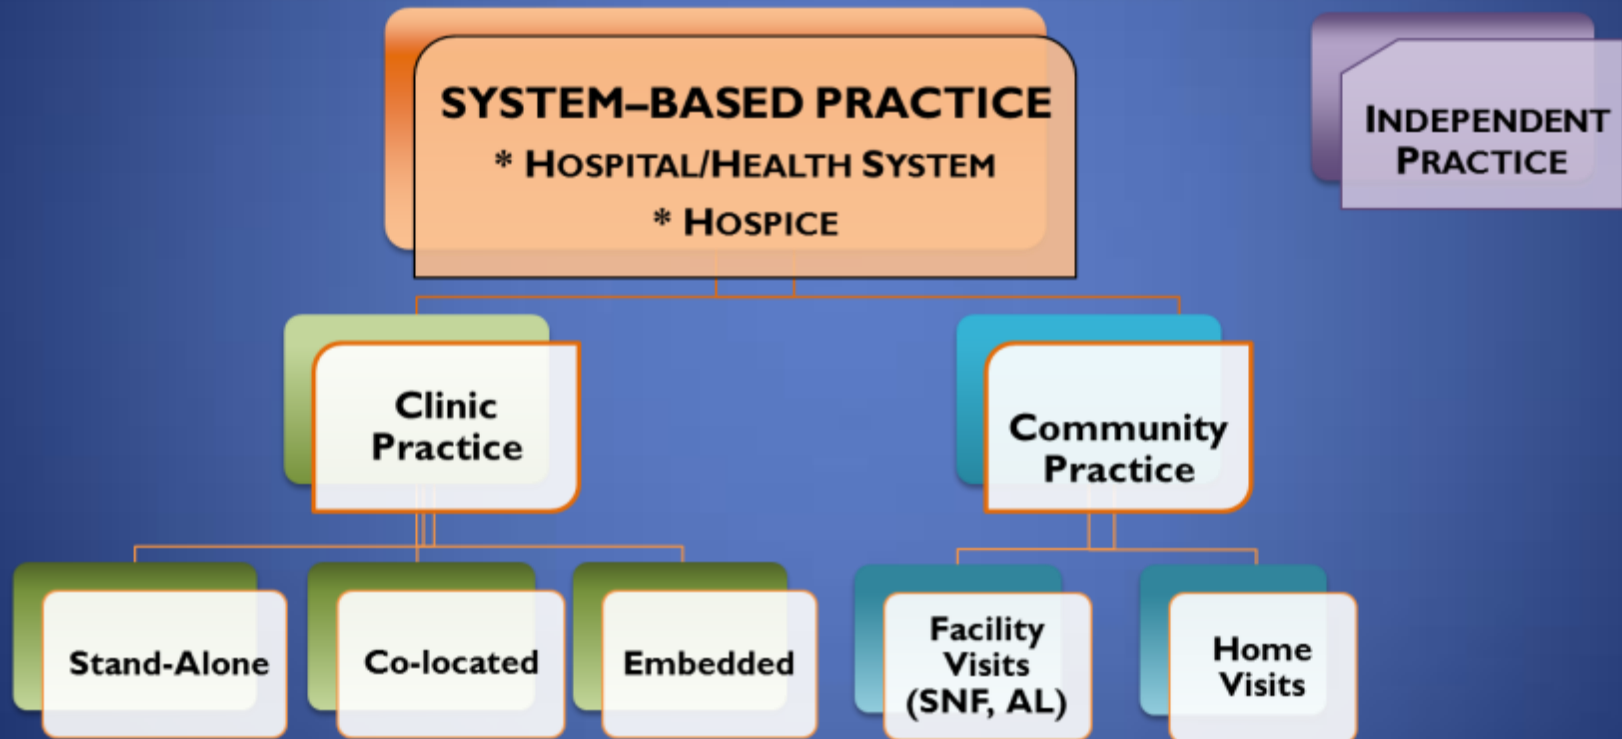 SYSTEM–BASED PRACTICE
* HOSPITAL/HEALTH SYSTEM
* HOSPICE
INDEPENDENT
PRACTICE
Clinic
Practice
Community
Practice
Stand-Alone
Co-located
Embedded
Facility
Visits
(SNF, AL)
Home
Visits